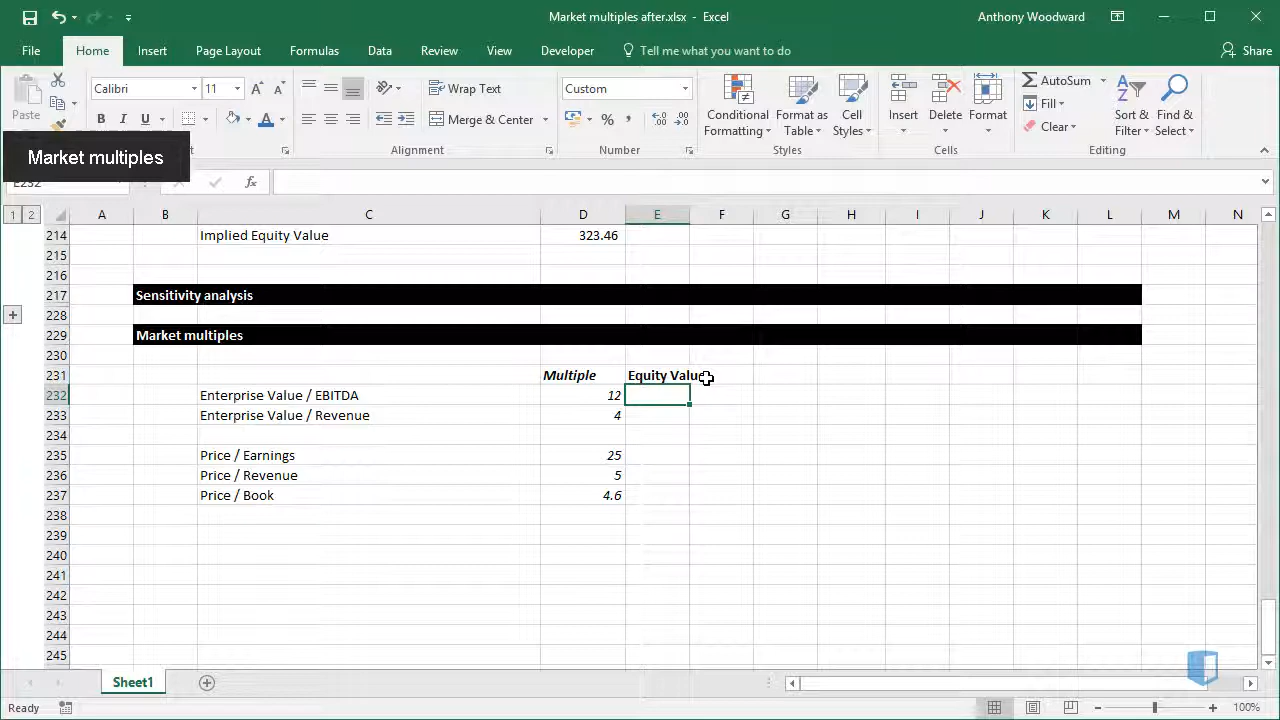 Market multiples after.xlsx - Excel
Anthony Woodward
File Home Insert Page Layout Formulas Data Review View Developer Tell me what you want to do Share
Paste
Calibri 11
B I U
Wrap Text
Merge & Center
Alignment
Custom
%
Number
Conditional Formatting
Format as Table
Cell Styles
Styles
Insert
Delete
Format
Cells
AutoSum
Fill
Clear
Sort & Filter
Find & Select
Editing
Market multiples
E232
fx
1 2
A B C D E F G H I J K L M N
214 Implied Equity Value 323.46
215
216
217 Sensitivity analysis
228
229 Market multiples
230
231 Multiple Equity Valu
232 Enterprise Value / EBITDA 12
233 Enterprise Value / Revenue 4
234
235 Price / Earnings 25
236 Price / Revenue 5
237 Price / Book 4.6
238
239
240
241
242
243
244
245
Sheet1
Ready
100%